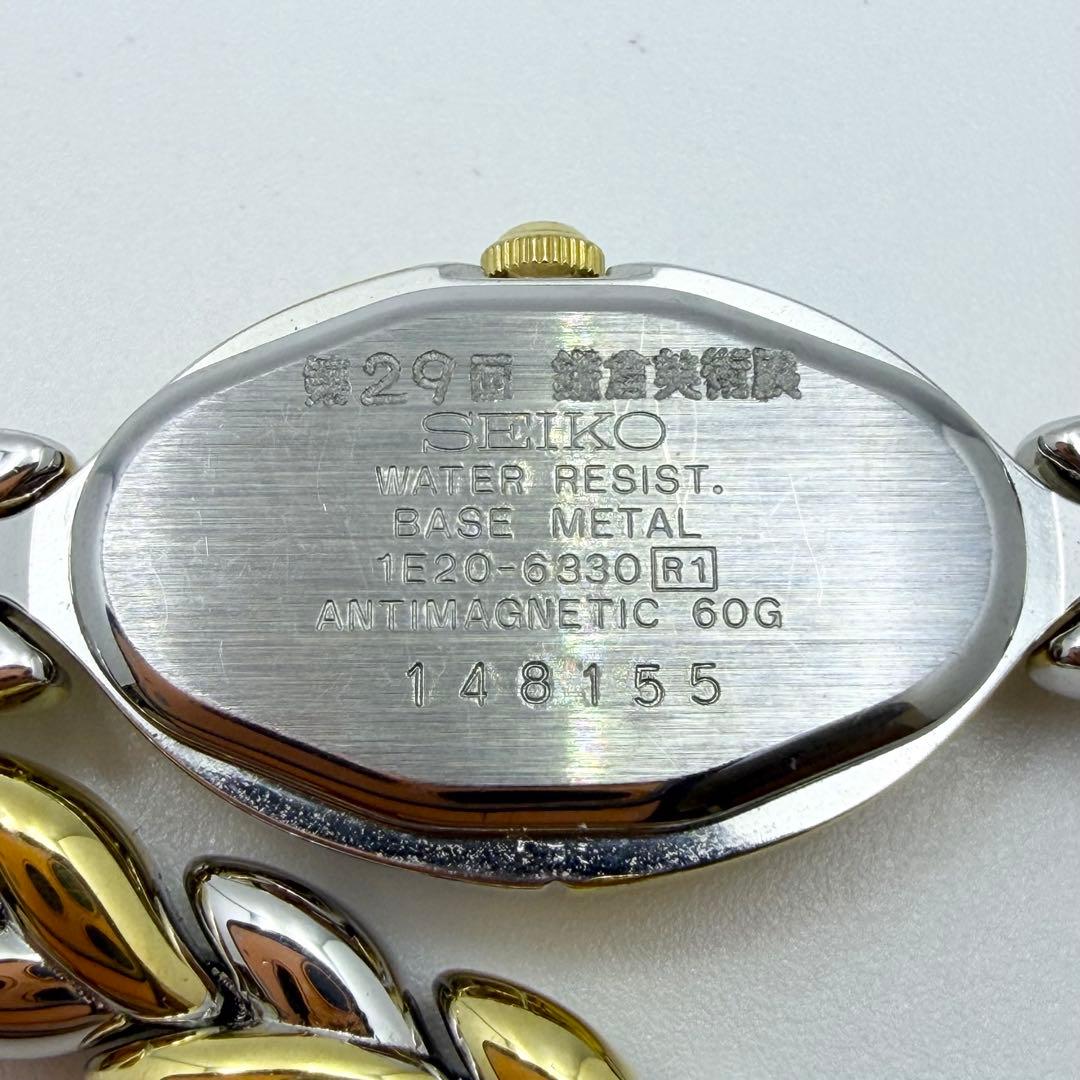 第29回 鎌倉美術展
SEIKO
WATER RESIST.
BASE METAL
1E20-6330 R1
ANTIMAGNETIC 60G
148155